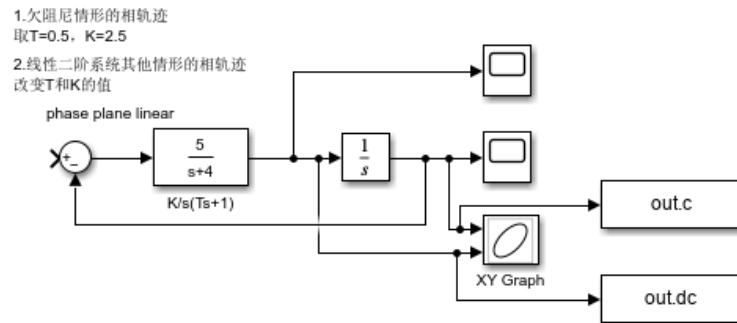 1.欠阻尼情形的相轨迹
取T=0.5，K=2.5
2.线性二阶系统其他情形的相轨迹
改变T和K的值
phase plane linear
+
−
5
s+4
K/s(Ts+1)
1
s
out.c
XY Graph
out.dc